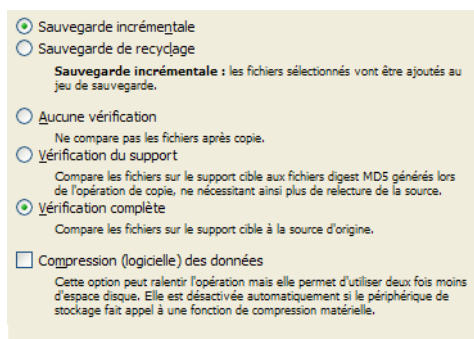 Sauvegarde incrémentale
Sauvegarde de recyclage
Sauvegarde incrémentale : les fichiers sélectionnés vont être ajoutés au
jeu de sauvegarde.
Aucune vérification
Ne compare pas les fichiers après copie.
Vérification du support
Compare les fichiers sur le support cible aux fichiers digest MD5 générés lors
de l'opération de copie, ne nécessitant ainsi plus de relecture de la source.
Vérification complète
Compare les fichiers sur le support cible à la source d'origine.
Compression (logicielle) des données
Cette option peut ralentir l'opération mais elle permet d'utiliser deux fois moins
d'espace disque. Elle est désactivée automatiquement si le périphérique de
stockage fait appel à une fonction de compression matérielle.